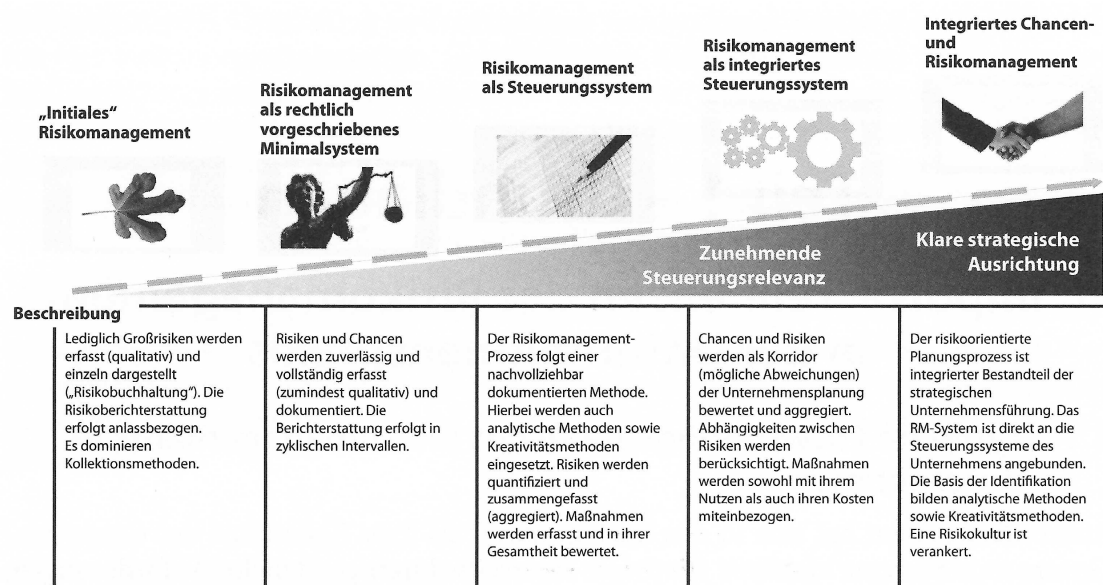 „Initiales“
Risikomanagement
Risikomanagement
als rechtlich
vorgeschriebenes
Minimalsystem
Risikomanagement
als Steuerungssystem
Risikomanagement
als integriertes
Steuerungssystem
Integriertes Chancen-
und
Risikomanagement
Zunehmende
Steuerungsrelevanz
Klare strategische
Ausrichtung
Beschreibung
Lediglich Großrisiken werden
erfasst (qualitativ) und
einzeln dargestellt
(„Risikobuchhaltung“). Die
Risikoberichterstattung
erfolgt anlassbezogen.
Es dominieren
Kollektionsmethoden.
Risiken und Chancen
werden zuverlässig und
vollständig erfasst
(zumindest qualitativ) und
dokumentiert. Die
Berichterstattung erfolgt in
zyklischen Intervallen.
Der Risikomanagement-
Prozess folgt einer
nachvollziehbar
dokumentierten Methode.
Hierbei werden auch
analytische Methoden sowie
Kreativitätsmethoden
eingesetzt. Risiken werden
quantifiziert und
zusammengefasst
(aggregiert). Maßnahmen
werden erfasst und in ihrer
Gesamtheit bewertet.
Chancen und Risiken
werden als Korridor
(mögliche Abweichungen)
der Unternehmensplanung
bewertet und aggregiert.
Abhängigkeiten zwischen
Risiken werden
berücksichtigt. Maßnahmen
werden sowohl mit ihrem
Nutzen als auch ihren Kosten
miteinbezogen.
Der risikoorientierte
Planungsprozess ist
integrierter Bestandteil der
strategischen
Unternehmensführung. Das
RM-System ist direkt an die
Steuerungssysteme des
Unternehmens angebunden.
Die Basis der Identifikation
bilden analytische Methoden
sowie Kreativitätsmethoden.
Eine Risikokultur ist
verankert.